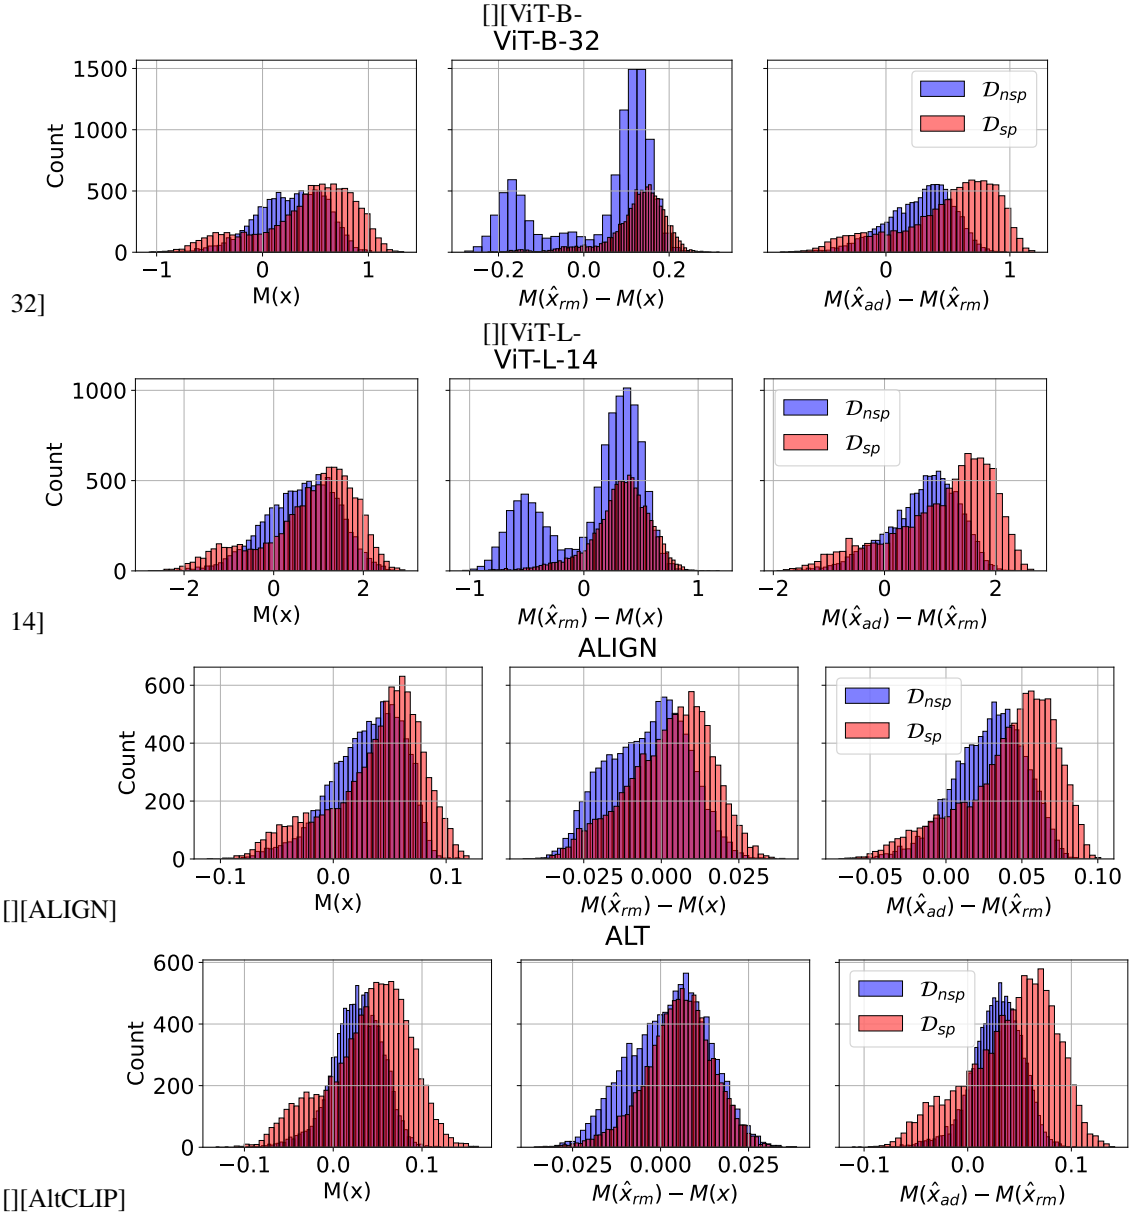 [][ViT-B-
ViT-B-32
1500
1000
500
0
Count
−1 0 1
M(x)
−0.2 0.0 0.2
M(x̂rm) − M(x)
𝒟nsp
𝒟sp
0 1
M(x̂ad) − M(x̂rm)
32]
[][ViT-L-
ViT-L-14
1000
500
0
Count
−2 0 2
M(x)
−1 0 1
M(x̂rm) − M(x)
𝒟nsp
𝒟sp
−2 0 2
M(x̂ad) − M(x̂rm)
14]
ALIGN
600
400
200
0
Count
−0.1 0.0 0.1
M(x)
−0.025 0.000 0.025
M(x̂rm) − M(x)
𝒟nsp
𝒟sp
−0.05 0.00 0.05 0.10
M(x̂ad) − M(x̂rm)
[][ALIGN]
ALT
600
400
200
0
Count
−0.1 0.0 0.1
M(x)
−0.025 0.000 0.025
M(x̂rm) − M(x)
𝒟nsp
𝒟sp
−0.1 0.0 0.1
M(x̂ad) − M(x̂rm)
[][AltCLIP]